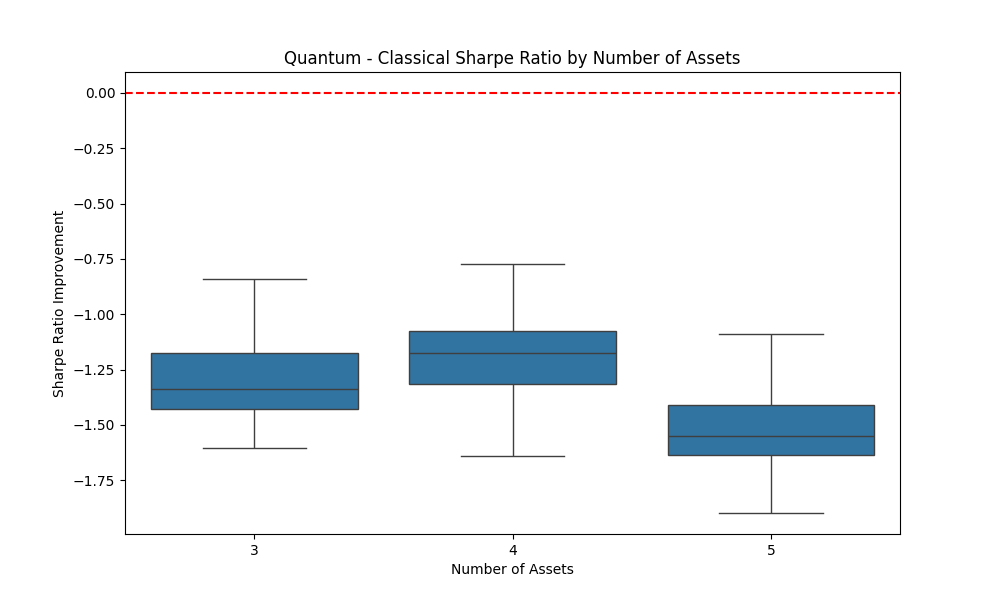 Quantum - Classical Sharpe Ratio by Number of Assets
Sharpe Ratio Improvement
0.00
−0.25
−0.50
−0.75
−1.00
−1.25
−1.50
−1.75
3 4 5
Number of Assets